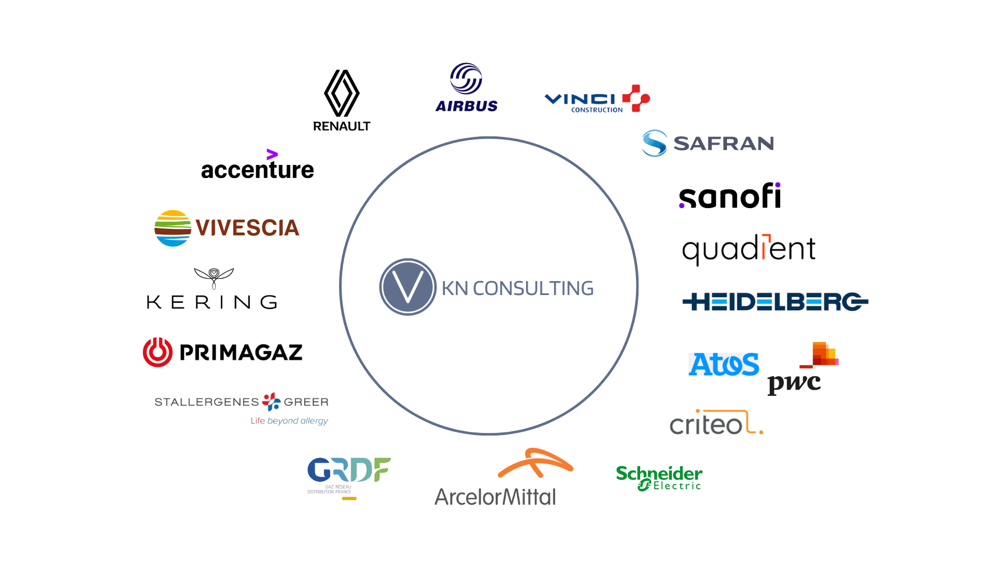 RENAULT
AIRBUS
VINCI
CONSTRUCTION
SAFRAN
accenture
sanofi
VIVESCIA
quadient
KERING
V KN CONSULTING
HEIDELBERG
PRIMAGAZ
Atos
pwc
STALLERGENES GREER
Life beyond allergy
criteo
GRDF
GAZ RÉSEAU
DISTRIBUTION FRANCE
ArcelorMittal
Schneider
Electric